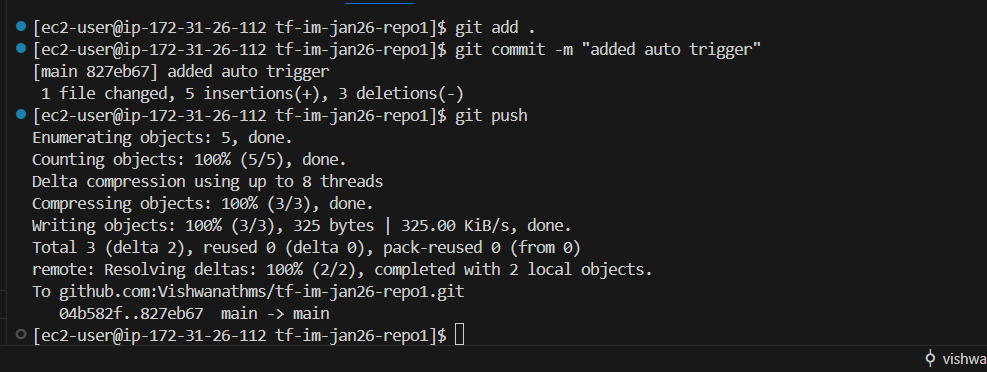 [ec2-user@ip-172-31-26-112 tf-im-jan26-repo1]$ git add .
[ec2-user@ip-172-31-26-112 tf-im-jan26-repo1]$ git commit -m "added auto trigger"
[main 827eb67] added auto trigger
 1 file changed, 5 insertions(+), 3 deletions(-)
[ec2-user@ip-172-31-26-112 tf-im-jan26-repo1]$ git push
Enumerating objects: 5, done.
Counting objects: 100% (5/5), done.
Delta compression using up to 8 threads
Compressing objects: 100% (3/3), done.
Writing objects: 100% (3/3), 325 bytes | 325.00 KiB/s, done.
Total 3 (delta 2), reused 0 (delta 0), pack-reused 0 (from 0)
remote: Resolving deltas: 100% (2/2), completed with 2 local objects.
To github.com:Vishwanathms/tf-im-jan26-repo1.git
   04b582f..827eb67  main -> main
[ec2-user@ip-172-31-26-112 tf-im-jan26-repo1]$
vishwa